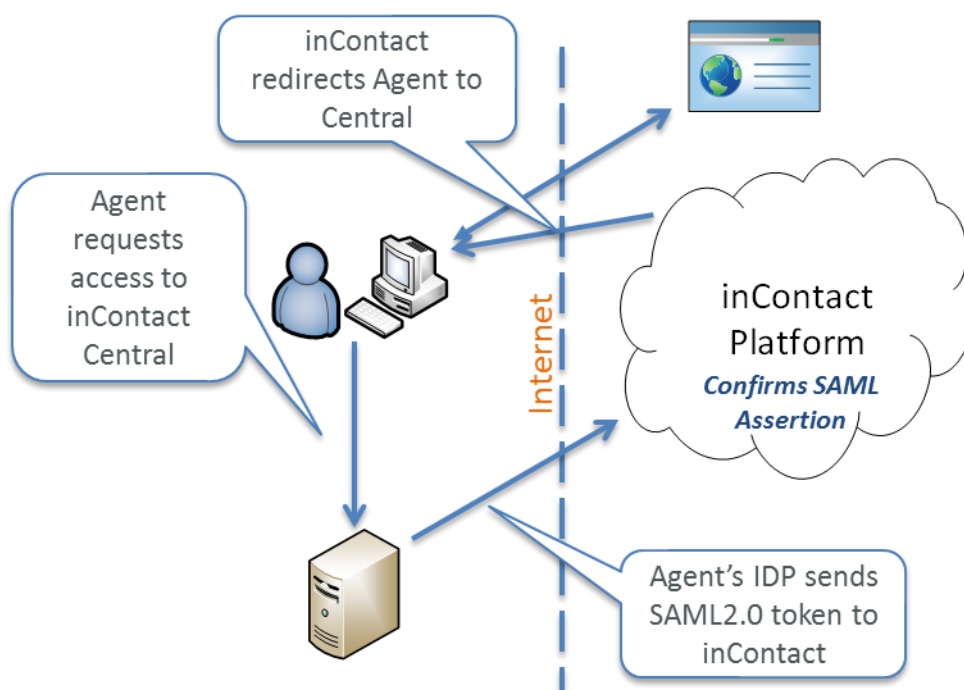 inContact
redirects Agent to
Central
Agent
requests
access to
inContact
Central
Internet
inContact
Platform
Confirms SAML
Assertion
Agent’s IDP sends
SAML2.0 token to
inContact